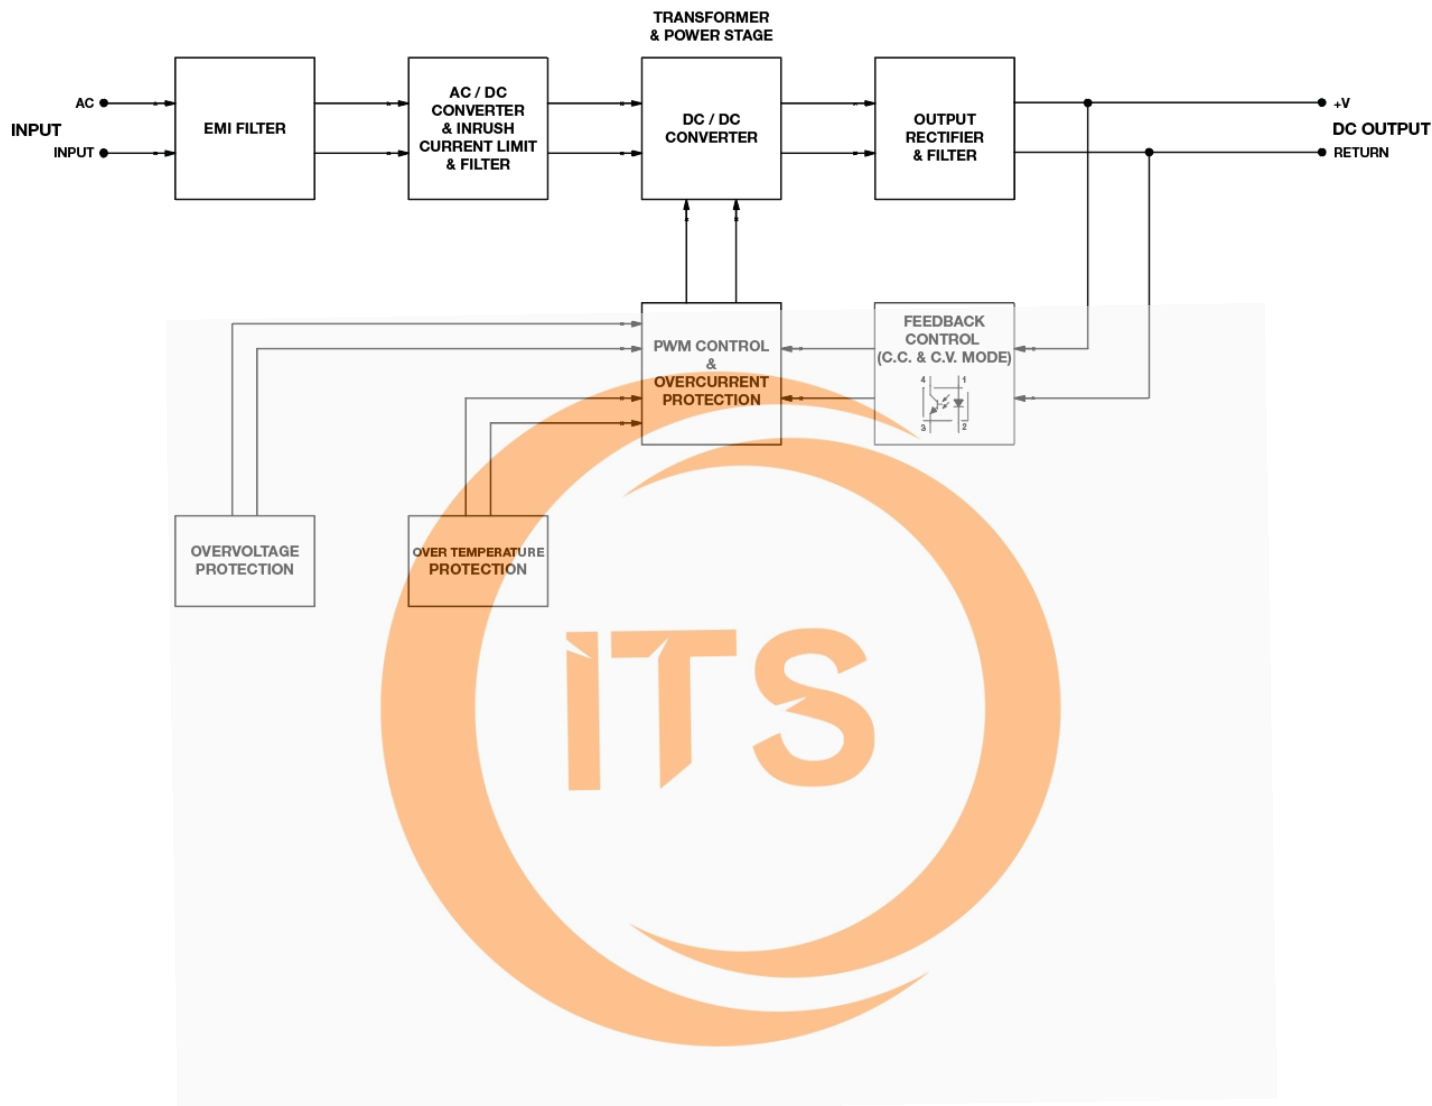 TRANSFORMER
& POWER STAGE
INPUT
AC
INPUT
EMI FILTER
AC / DC
CONVERTER
& INRUSH
CURRENT LIMIT
& FILTER
DC / DC
CONVERTER
OUTPUT
RECTIFIER
& FILTER
+V
DC OUTPUT
RETURN
PWM CONTROL
&
OVERCURRENT
PROTECTION
FEEDBACK
CONTROL
(C.C. & C.V. MODE)
4 1
3 2
OVERVOLTAGE
PROTECTION
OVER TEMPERATURE
PROTECTION
ITS